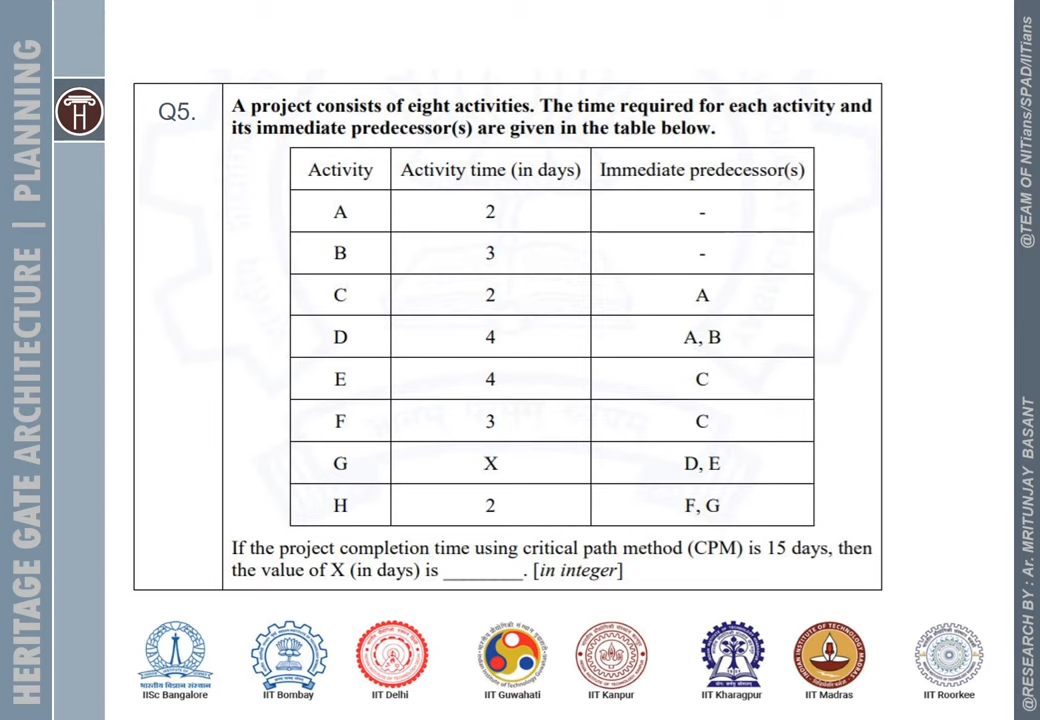 HERITAGE GATE ARCHITECTURE | PLANNING
H
Q5.
A project consists of eight activities. The time required for each activity and
its immediate predecessor(s) are given in the table below.
Activity Activity time (in days) Immediate predecessor(s)
A 2 -
B 3 -
C 2 A
D 4 A, B
E 4 C
F 3 C
G X D, E
H 2 F, G
If the project completion time using critical path method (CPM) is 15 days, then
the value of X (in days) is ________. [in integer]
भारतीय विज्ञान संस्थान
IISc Bangalore
IIT Bombay
IIT Delhi
IIT Guwahati
IIT Kanpur
IIT Kharagpur
IIT Madras
IIT Roorkee
@RESEARCH BY : Ar. MRITUNJAY BASANT
@TEAM OF NITians/SPAD/IITians